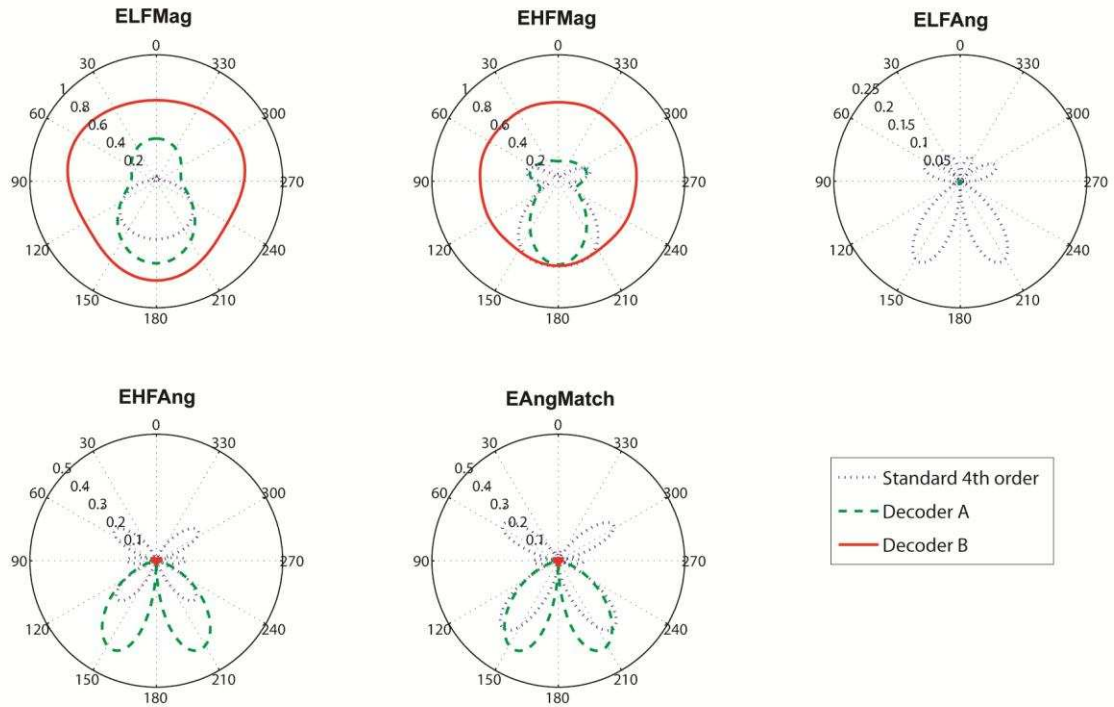 ELFMag EHFMag ELFAng
0 0 0
30 330 30 330 30 330
1 1 0.25
60 0.8 300 60 0.8 300 60 0.2 300
0.6 0.6 0.15
0.4 0.4 0.1
0.2 0.2 0.05
90 270 90 270 90 270
120 240 120 240 120 240
150 210 150 210 150 210
180 180 180
EHFAng EAngMatch
0 0
30 330 30 330
0.5 0.5
60 0.4 300 60 0.4 300
0.3 0.3
0.2 0.2
0.1 0.1
90 270 90 270
120 240 120 240
150 210 150 210
180 180
Standard 4th order
Decoder A
Decoder B